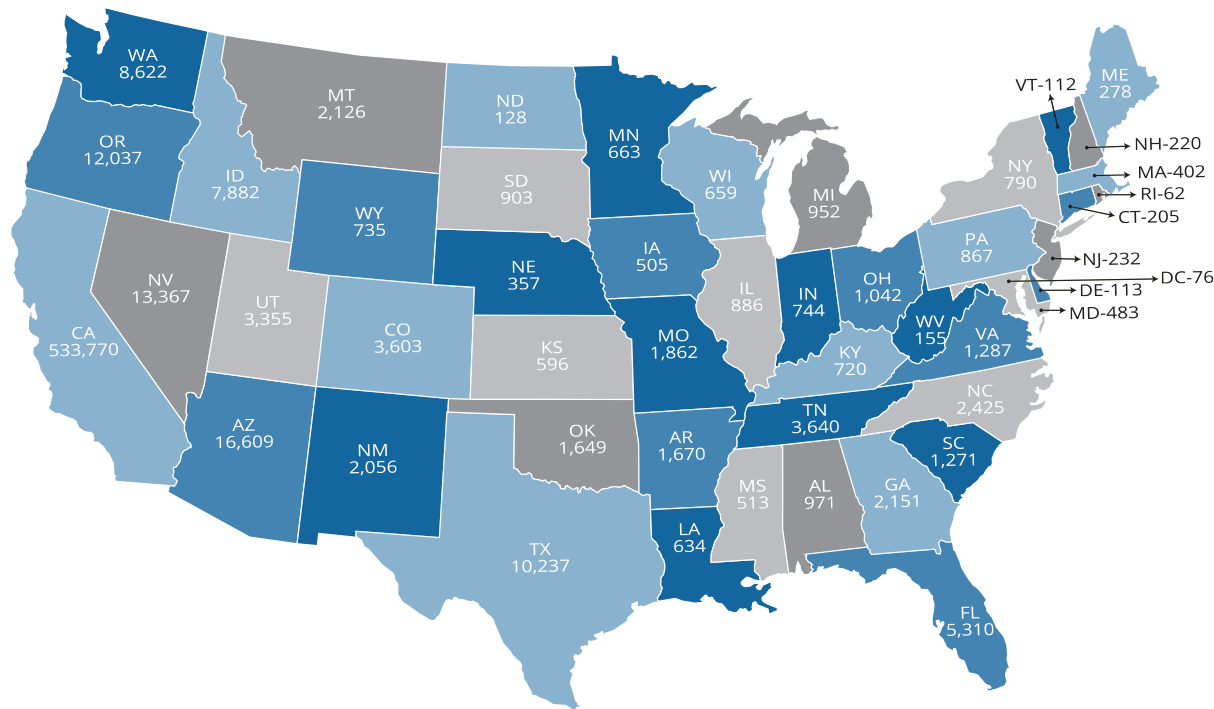 WA
8,622
OR
12,037
CA
533,770
ID
7,882
NV
13,367
MT
2,126
WY
735
UT
3,355
AZ
16,609
CO
3,603
NM
2,056
ND
128
SD
903
NE
357
KS
596
OK
1,649
TX
10,237
MN
663
IA
505
MO
1,862
AR
1,670
LA
634
WI
659
IL
886
MI
952
IN
744
OH
1,042
KY
720
TN
3,640
MS
513
AL
971
GA
2,151
FL
5,310
SC
1,271
NC
2,425
VA
1,287
WV
155
PA
867
NY
790
ME
278
VT-112
NH-220
MA-402
RI-62
CT-205
NJ-232
DC-76
DE-113
MD-483